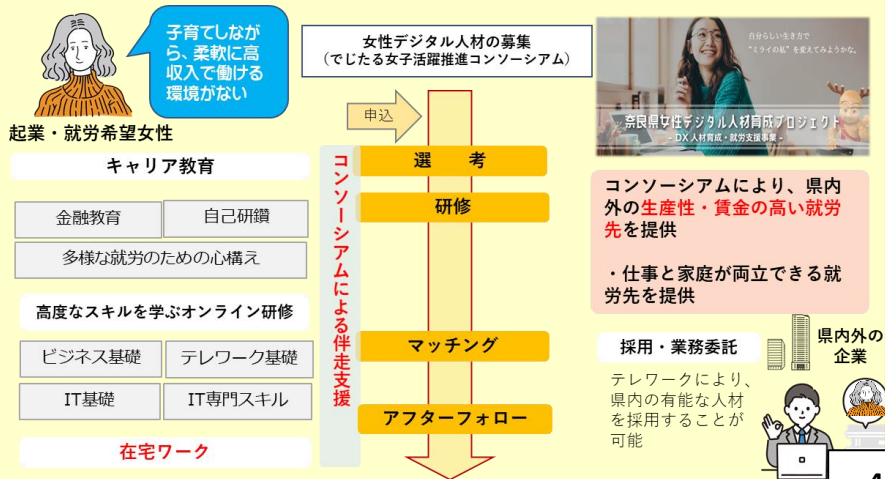 子育てしなが
ら、柔軟に高
収入で働ける
環境がない
起業・就労希望女性
女性デジタル人材の募集
（でじたる女子活躍推進コンソーシアム）
自分らしい生き方で
“ミライの私”を変えてみようかな。
奈良県女性デジタル人材育成プロジェクト
- DX人材育成・就労支援事業 -
申込
キャリア教育
金融教育
自己研鑽
多様な就労のための心構え
高度なスキルを学ぶオンライン研修
ビジネス基礎
テレワーク基礎
IT基礎
IT専門スキル
在宅ワーク
コンソーシアムによる伴走支援
選　考
研修
マッチング
アフターフォロー
コンソーシアムにより、県内
外の生産性・賃金の高い就労
先を提供
・仕事と家庭が両立できる就
労先を提供
採用・業務委託
県内外の
企業
テレワークにより、
県内の有能な人材
を採用することが
可能